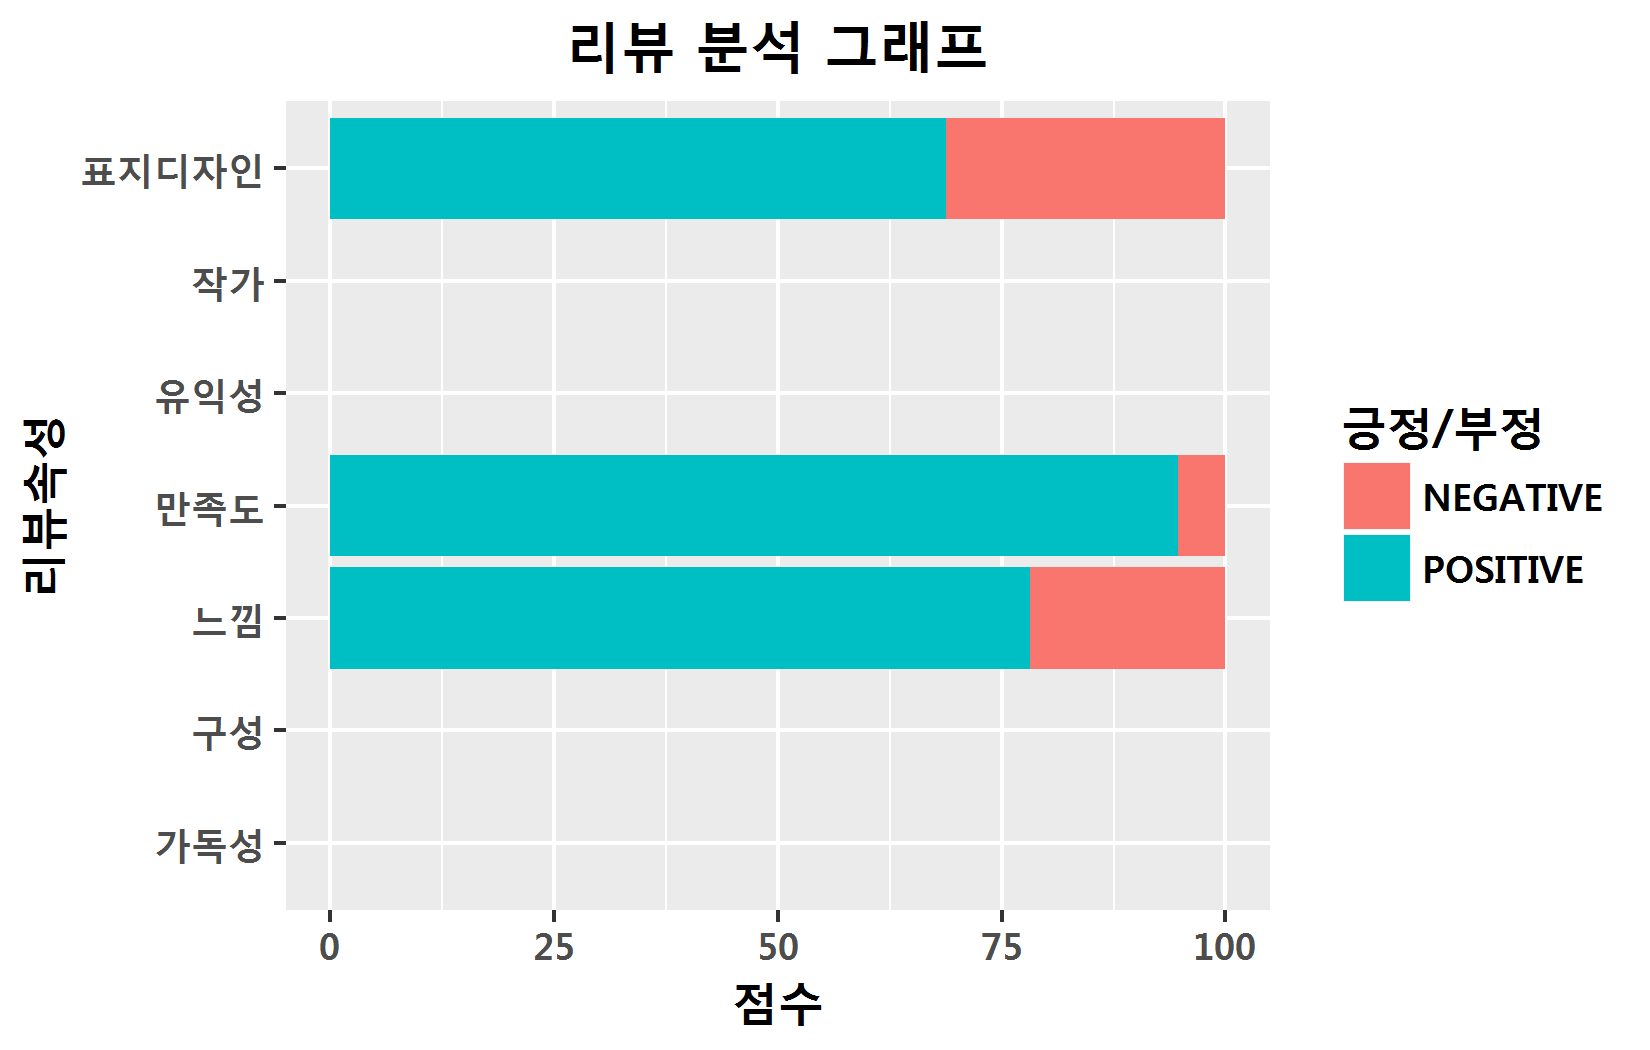 리뷰 분석 그래프
표지디자인
작가
유익성
만족도
느낌
구성
가독성
리뷰속성
0 25 50 75 100
점수
긍정/부정
NEGATIVE
POSITIVE